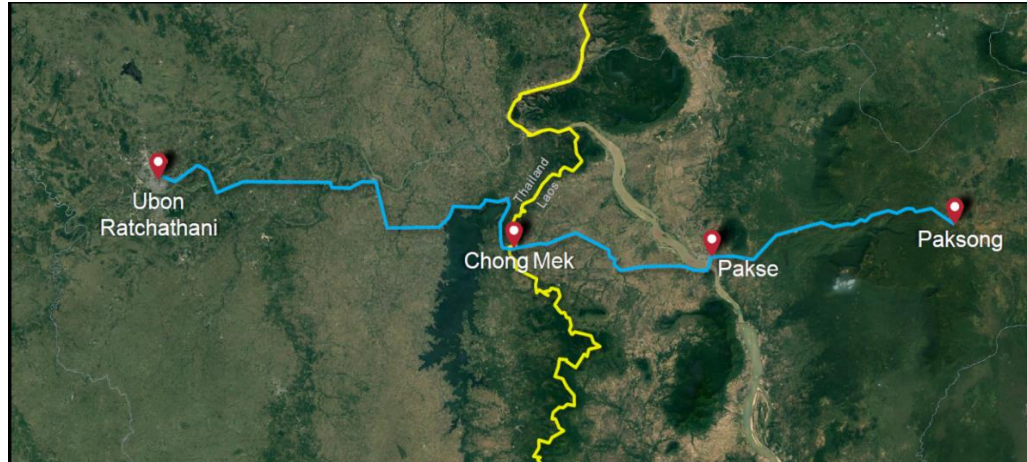 Thailand
Laos
Ubon
Ratchathani
Chong Mek
Pakse
Paksong